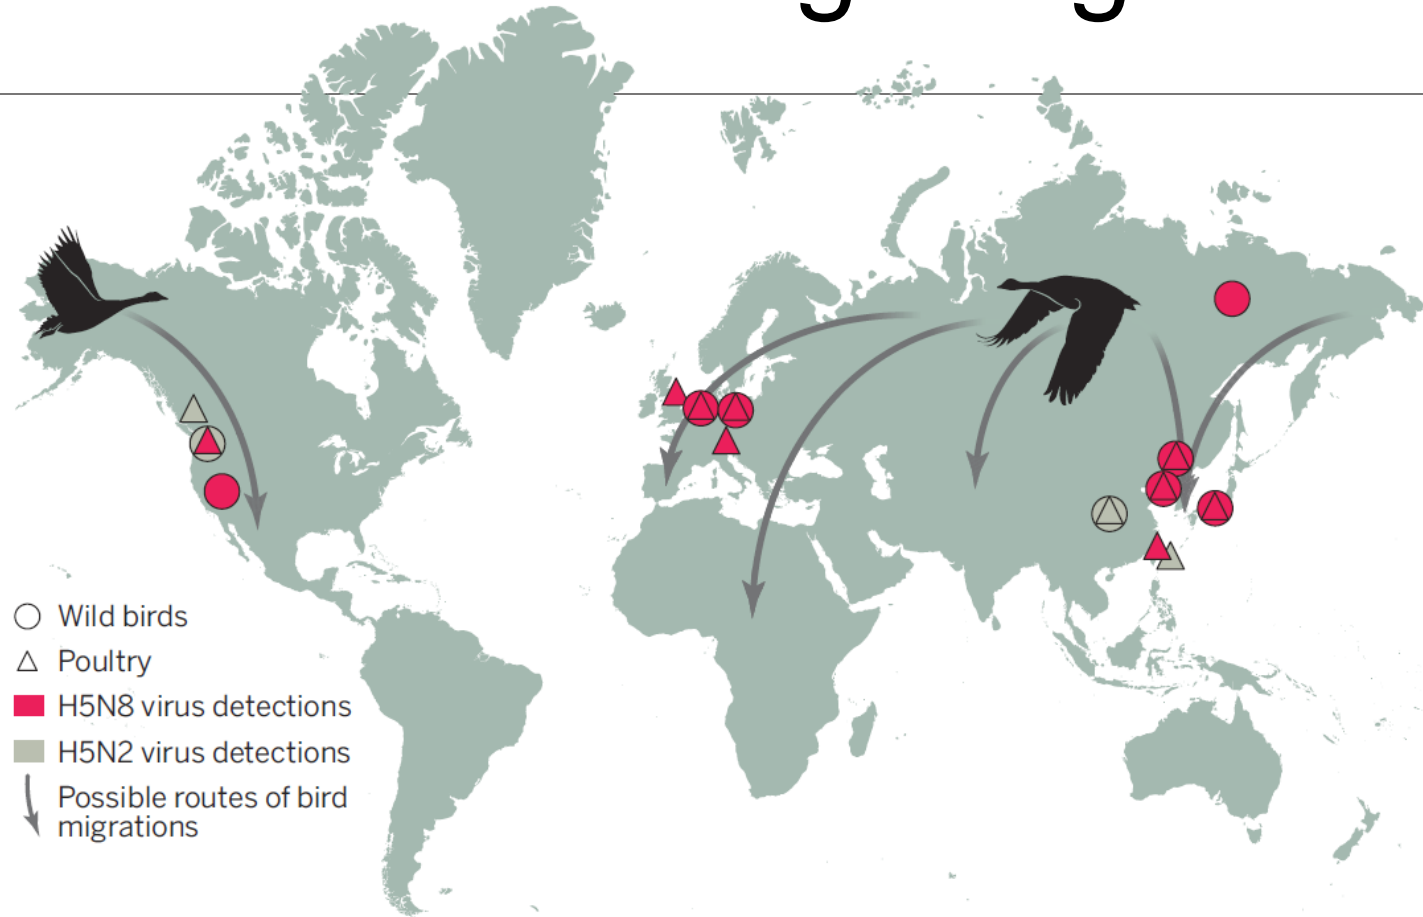 Wild birds
Poultry
H5N8 virus detections
H5N2 virus detections
Possible routes of bird
migrations